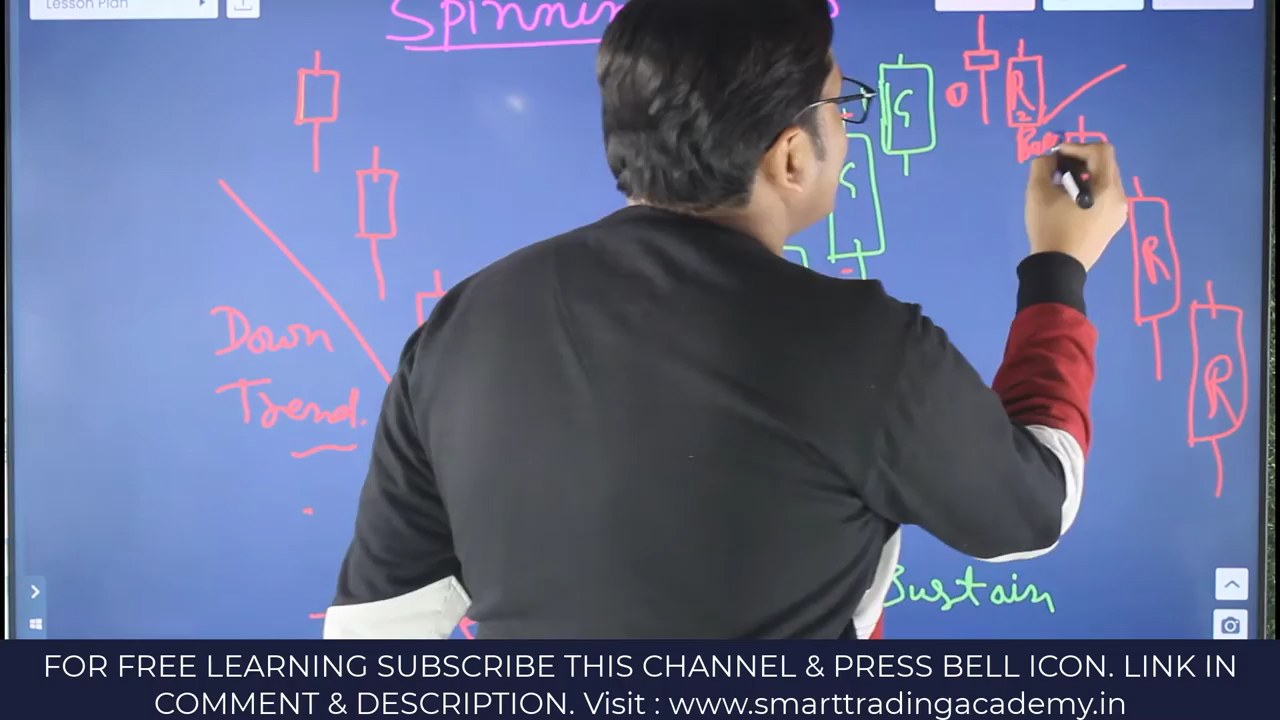 Lesson Plan
Spinnin
G
R
G
R
Down
Trend.
R
Sustain
FOR FREE LEARNING SUBSCRIBE THIS CHANNEL & PRESS BELL ICON. LINK IN
COMMENT & DESCRIPTION. Visit : www.smarttradingacademy.in